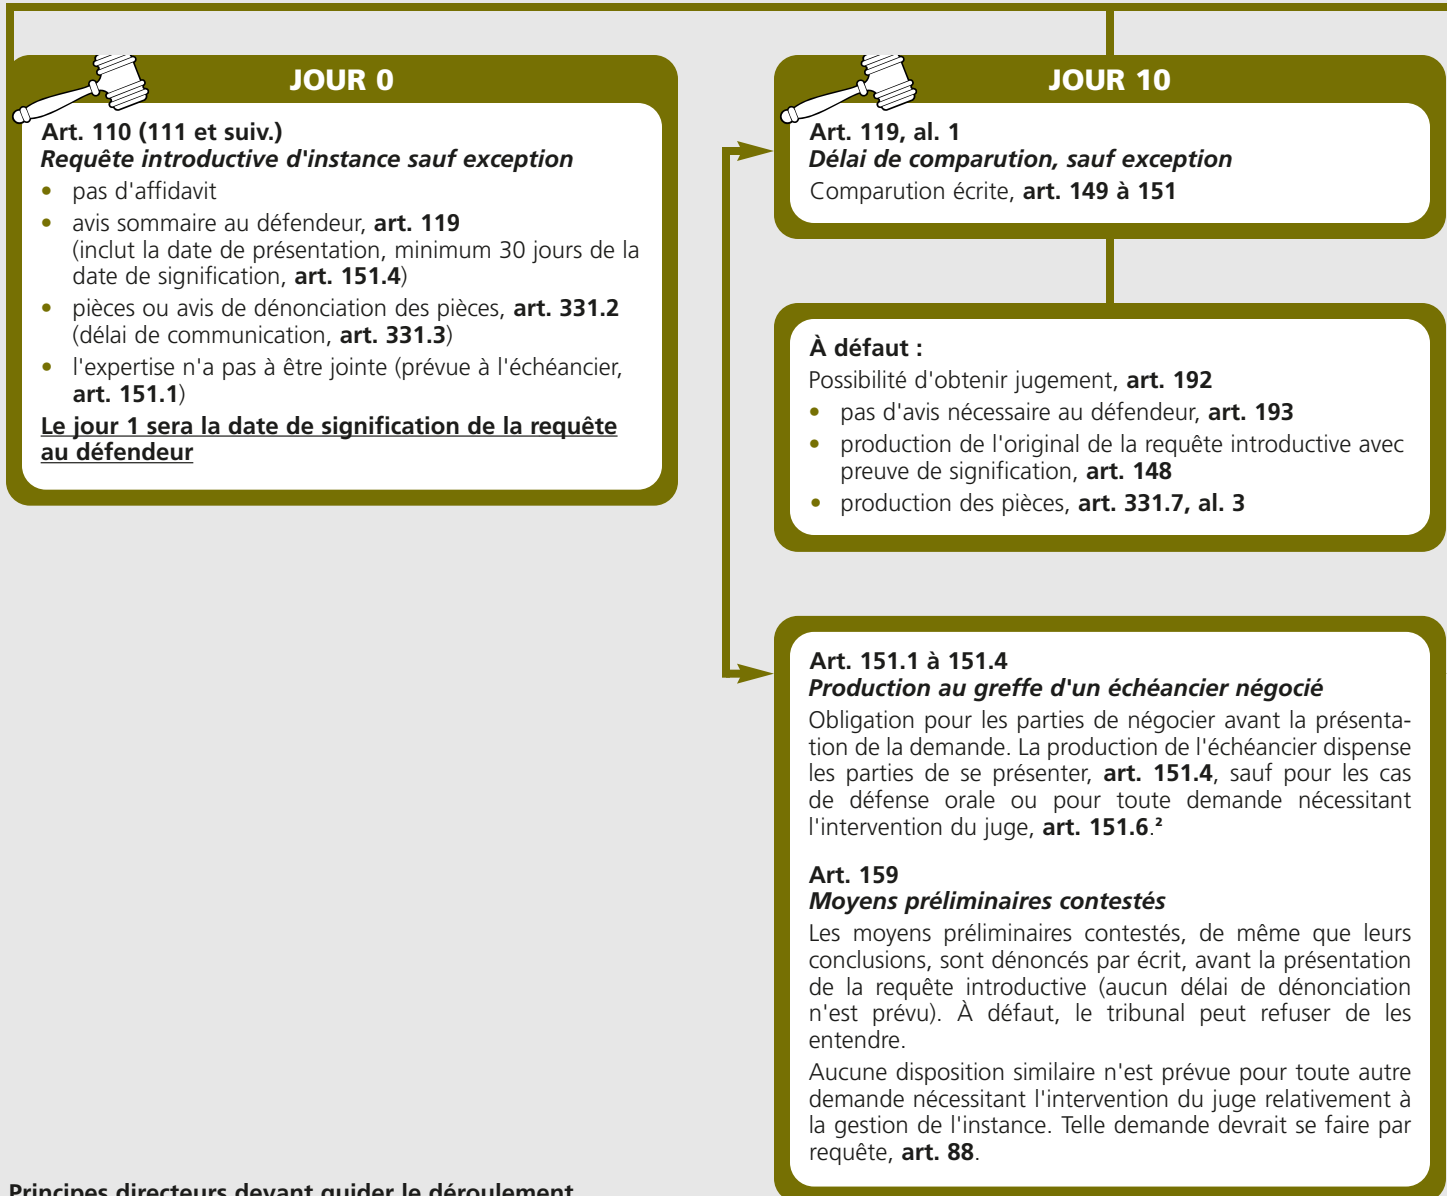 JOUR 0
Art. 110 (111 et suiv.)
Requête introductive d'instance sauf exception
• pas d'affidavit
• avis sommaire au défendeur, art. 119
(inclut la date de présentation, minimum 30 jours de la
date de signification, art. 151.4)
• pièces ou avis de dénonciation des pièces, art. 331.2
(délai de communication, art. 331.3)
• l'expertise n'a pas à être jointe (prévue à l'échéancier,
art. 151.1)
Le jour 1 sera la date de signification de la requête
au défendeur
JOUR 10
Art. 119, al. 1
Délai de comparution, sauf exception
Comparution écrite, art. 149 à 151
À défaut :
Possibilité d'obtenir jugement, art. 192
• pas d'avis nécessaire au défendeur, art. 193
• production de l'original de la requête introductive avec
preuve de signification, art. 148
• production des pièces, art. 331.7, al. 3
Art. 151.1 à 151.4
Production au greffe d'un échéancier négocié
Obligation pour les parties de négocier avant la présenta-
tion de la demande. La production de l'échéancier dispense
les parties de se présenter, art. 151.4, sauf pour les cas
de défense orale ou pour toute demande nécessitant
l'intervention du juge, art. 151.6.²
Art. 159
Moyens préliminaires contestés
Les moyens préliminaires contestés, de même que leurs
conclusions, sont dénoncés par écrit, avant la présentation
de la requête introductive (aucun délai de dénonciation
n'est prévu). À défaut, le tribunal peut refuser de les
entendre.
Aucune disposition similaire n'est prévue pour toute autre
demande nécessitant l'intervention du juge relativement à
la gestion de l'instance. Telle demande devrait se faire par
requête, art. 88.
Principes directeurs devant guider le déroulement